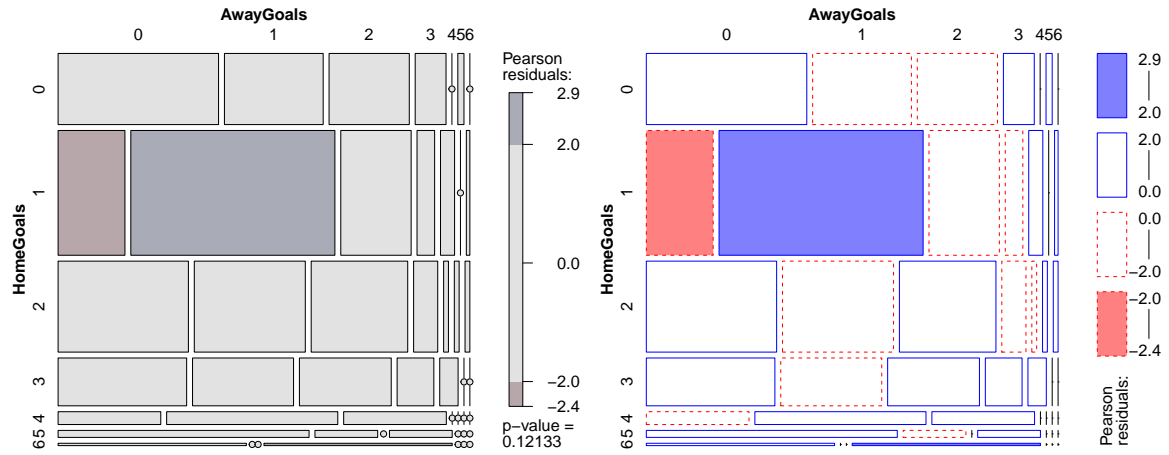 AwayGoals
0 1 2 3 456
HomeGoals
0
1
2
3
4
65
Pearson
residuals:
2.9
2.0
0.0
−2.0
−2.4
p−value =
0.12133
AwayGoals
0 1 2 3 456
HomeGoals
0
1
2
3
4
65
2.9
2.0
2.0
0.0
0.0
−2.0
−2.0
−2.4
Pearson
residuals: